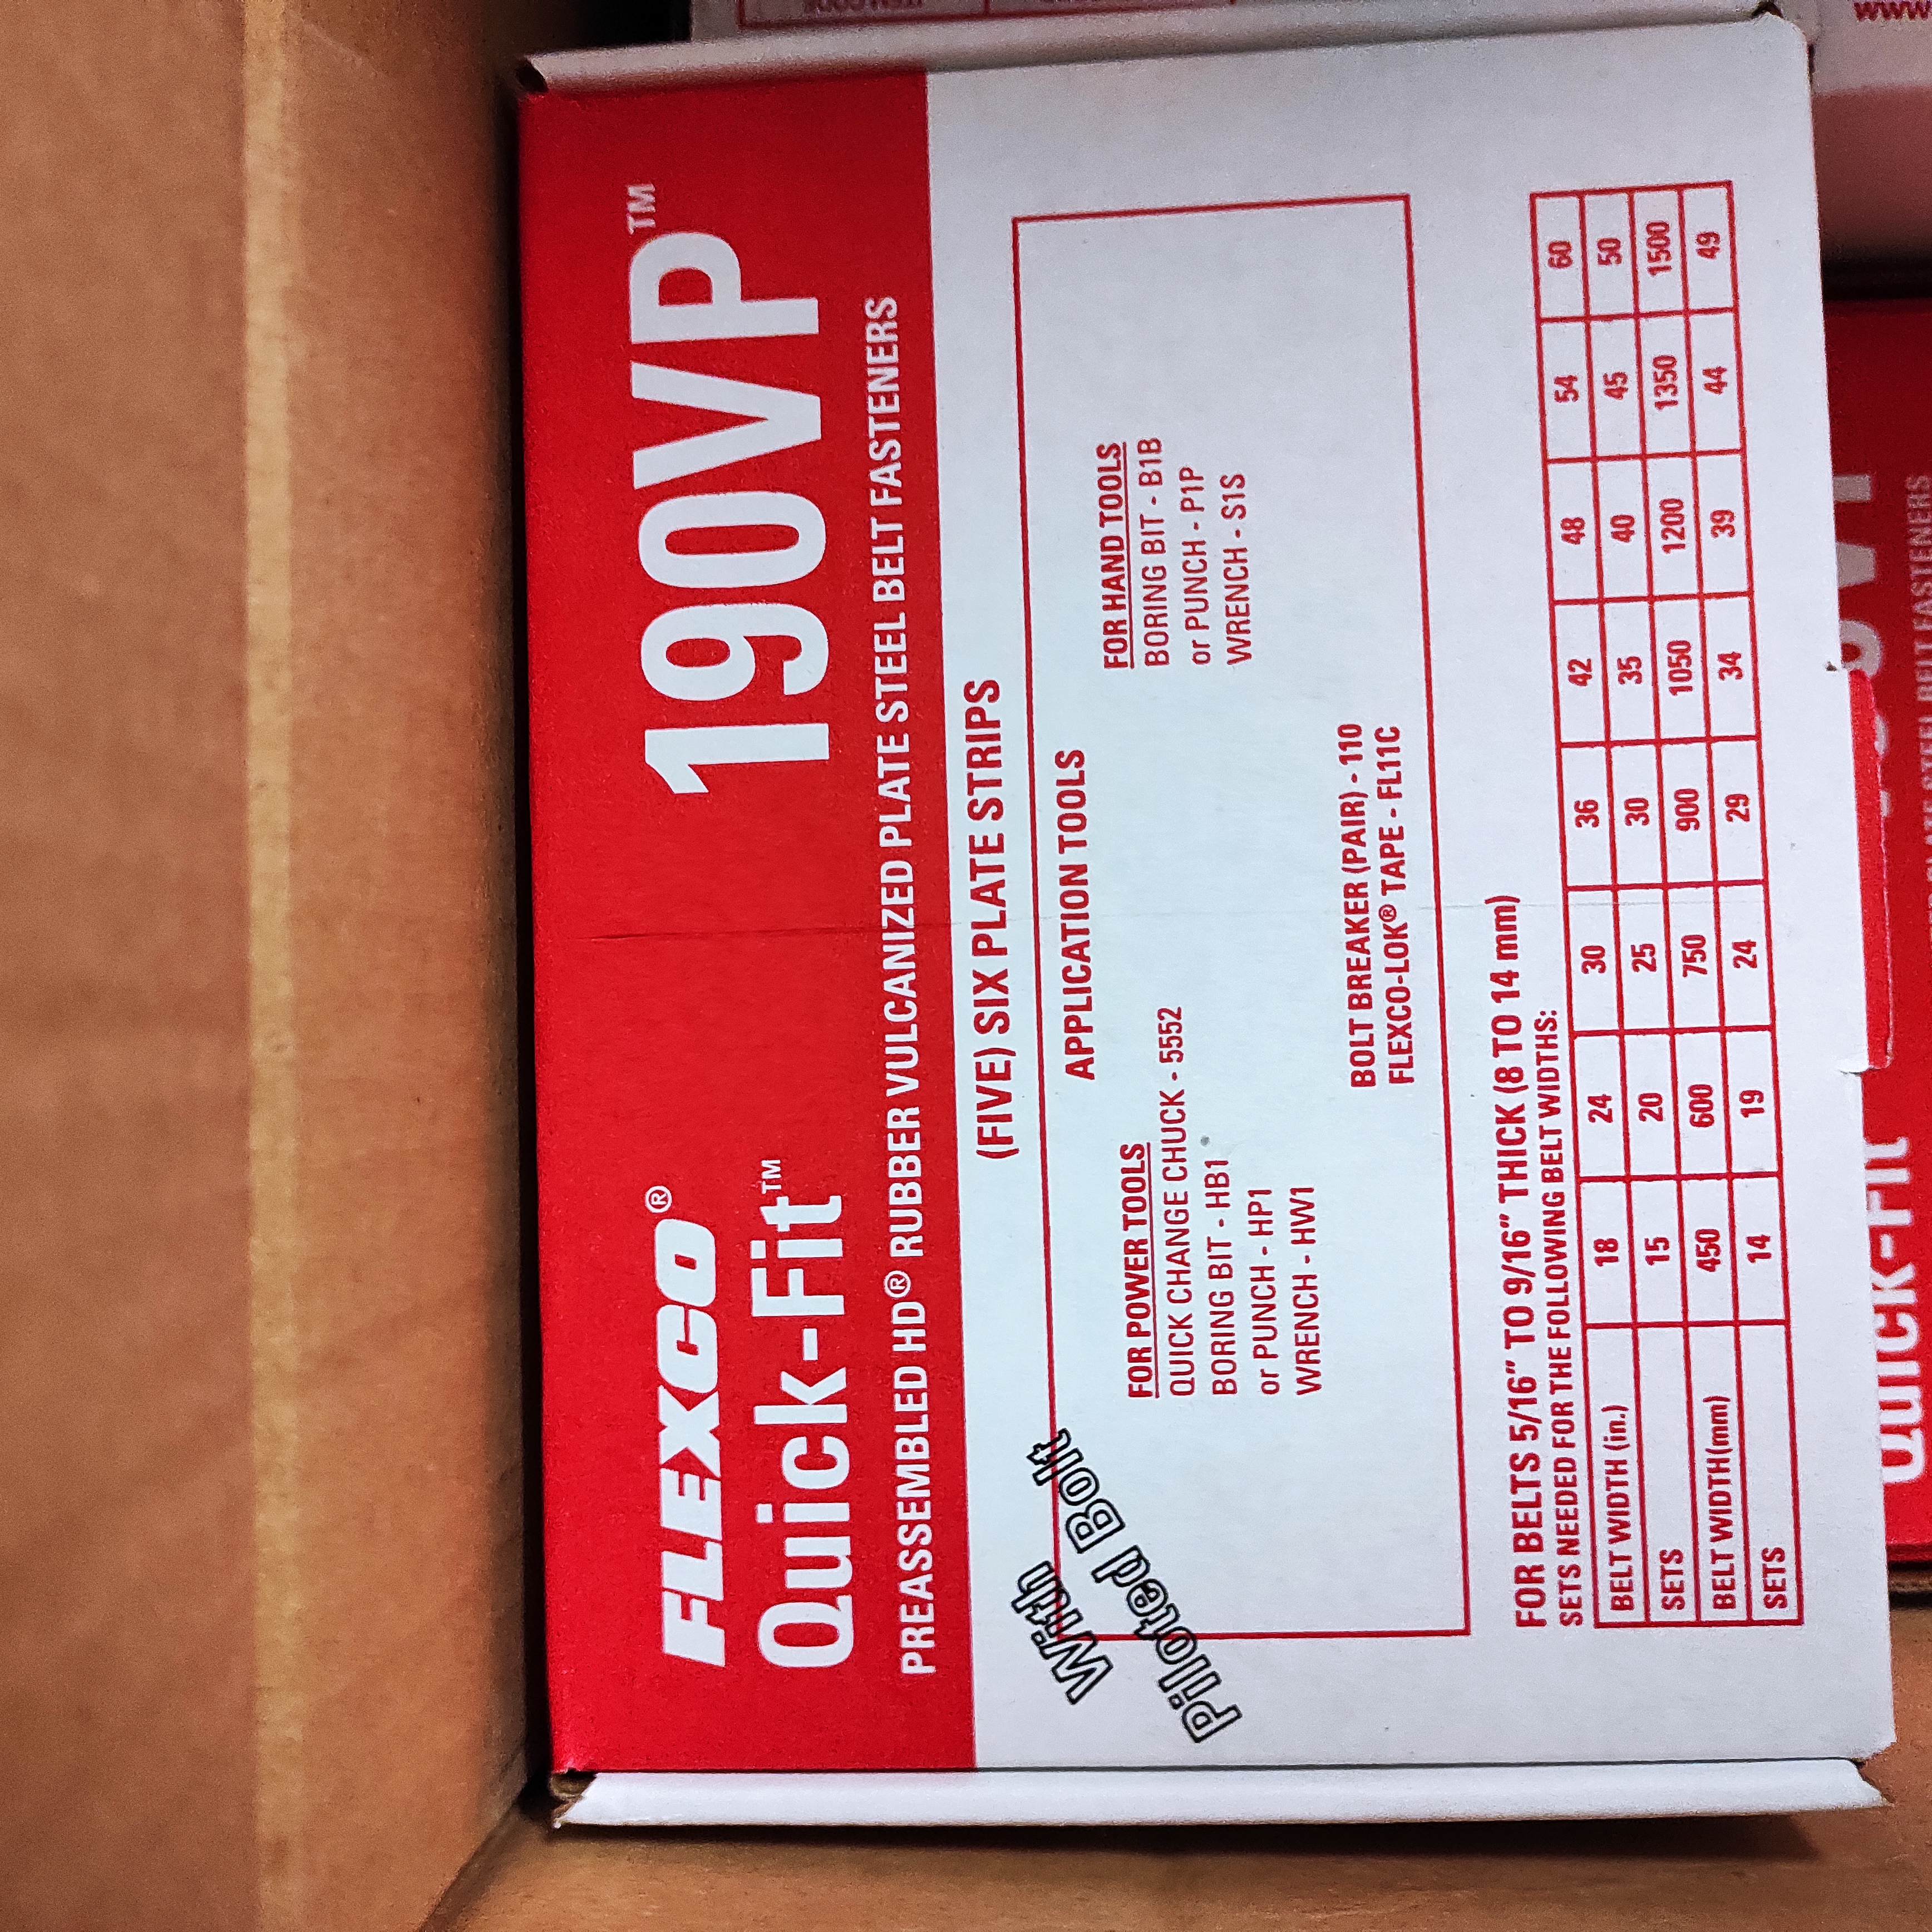 FLEXCO®
Quick-Fit™ 190VP™
PREASSEMBLED HD® RUBBER VULCANIZED PLATE STEEL BELT FASTENERS
(FIVE) SIX PLATE STRIPS
With
Piloted Bolt
APPLICATION TOOLS
FOR POWER TOOLS
QUICK CHANGE CHUCK - 5552
BORING BIT - HB1
or PUNCH - HP1
WRENCH - HW1
FOR HAND TOOLS
BORING BIT - B1B
or PUNCH - P1P
WRENCH - S1S
BOLT BREAKER (PAIR) - 110
FLEXCO-LOK® TAPE - FL11C
FOR BELTS 5/16" TO 9/16" THICK (8 TO 14 mm)
SETS NEEDED FOR THE FOLLOWING BELT WIDTHS:
BELT WIDTH (in.) 18 24 30 36 42 48 54 60
SETS 15 20 25 30 35 40 45 50
BELT WIDTH(mm) 450 600 750 900 1050 1200 1350 1500
SETS 14 19 24 29 34 39 44 49
Quick-Fit
STEEL BELT FASTENERS
www